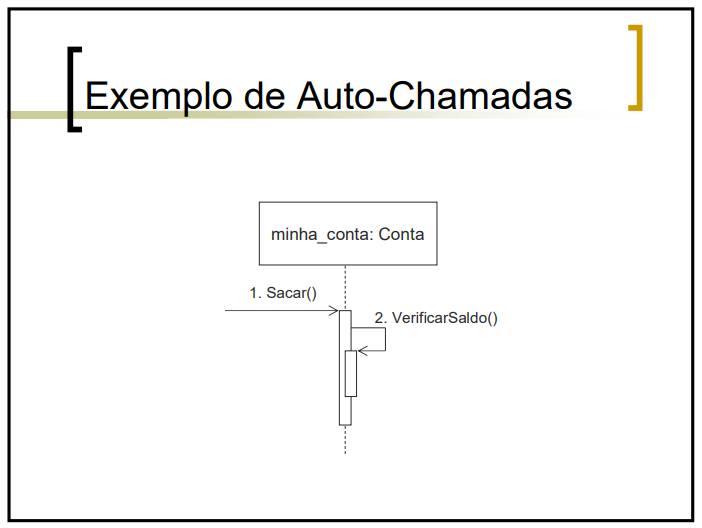 Exemplo de Auto-Chamadas
minha_conta: Conta
1. Sacar()
2. VerificarSaldo()